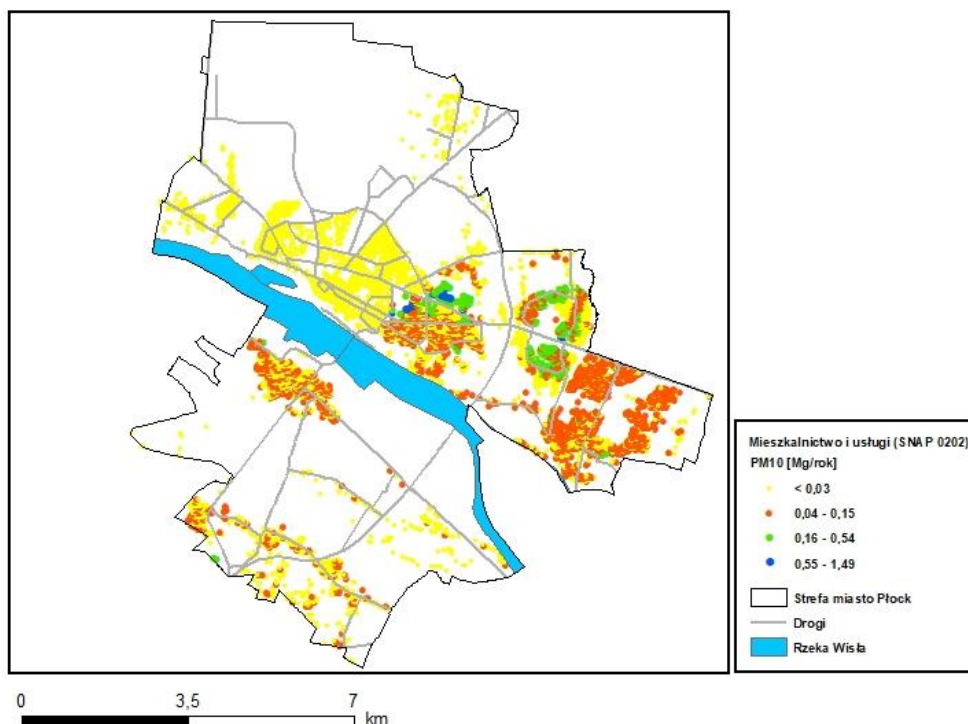 Mieszkalnictwo i usługi (SNAP 0202)
PM10 [Mg/rok]
< 0,03
0,04 - 0,15
0,16 - 0,54
0,55 - 1,49
Strefa miasto Płock
Drogi
Rzeka Wisła
0 3,5 7
km